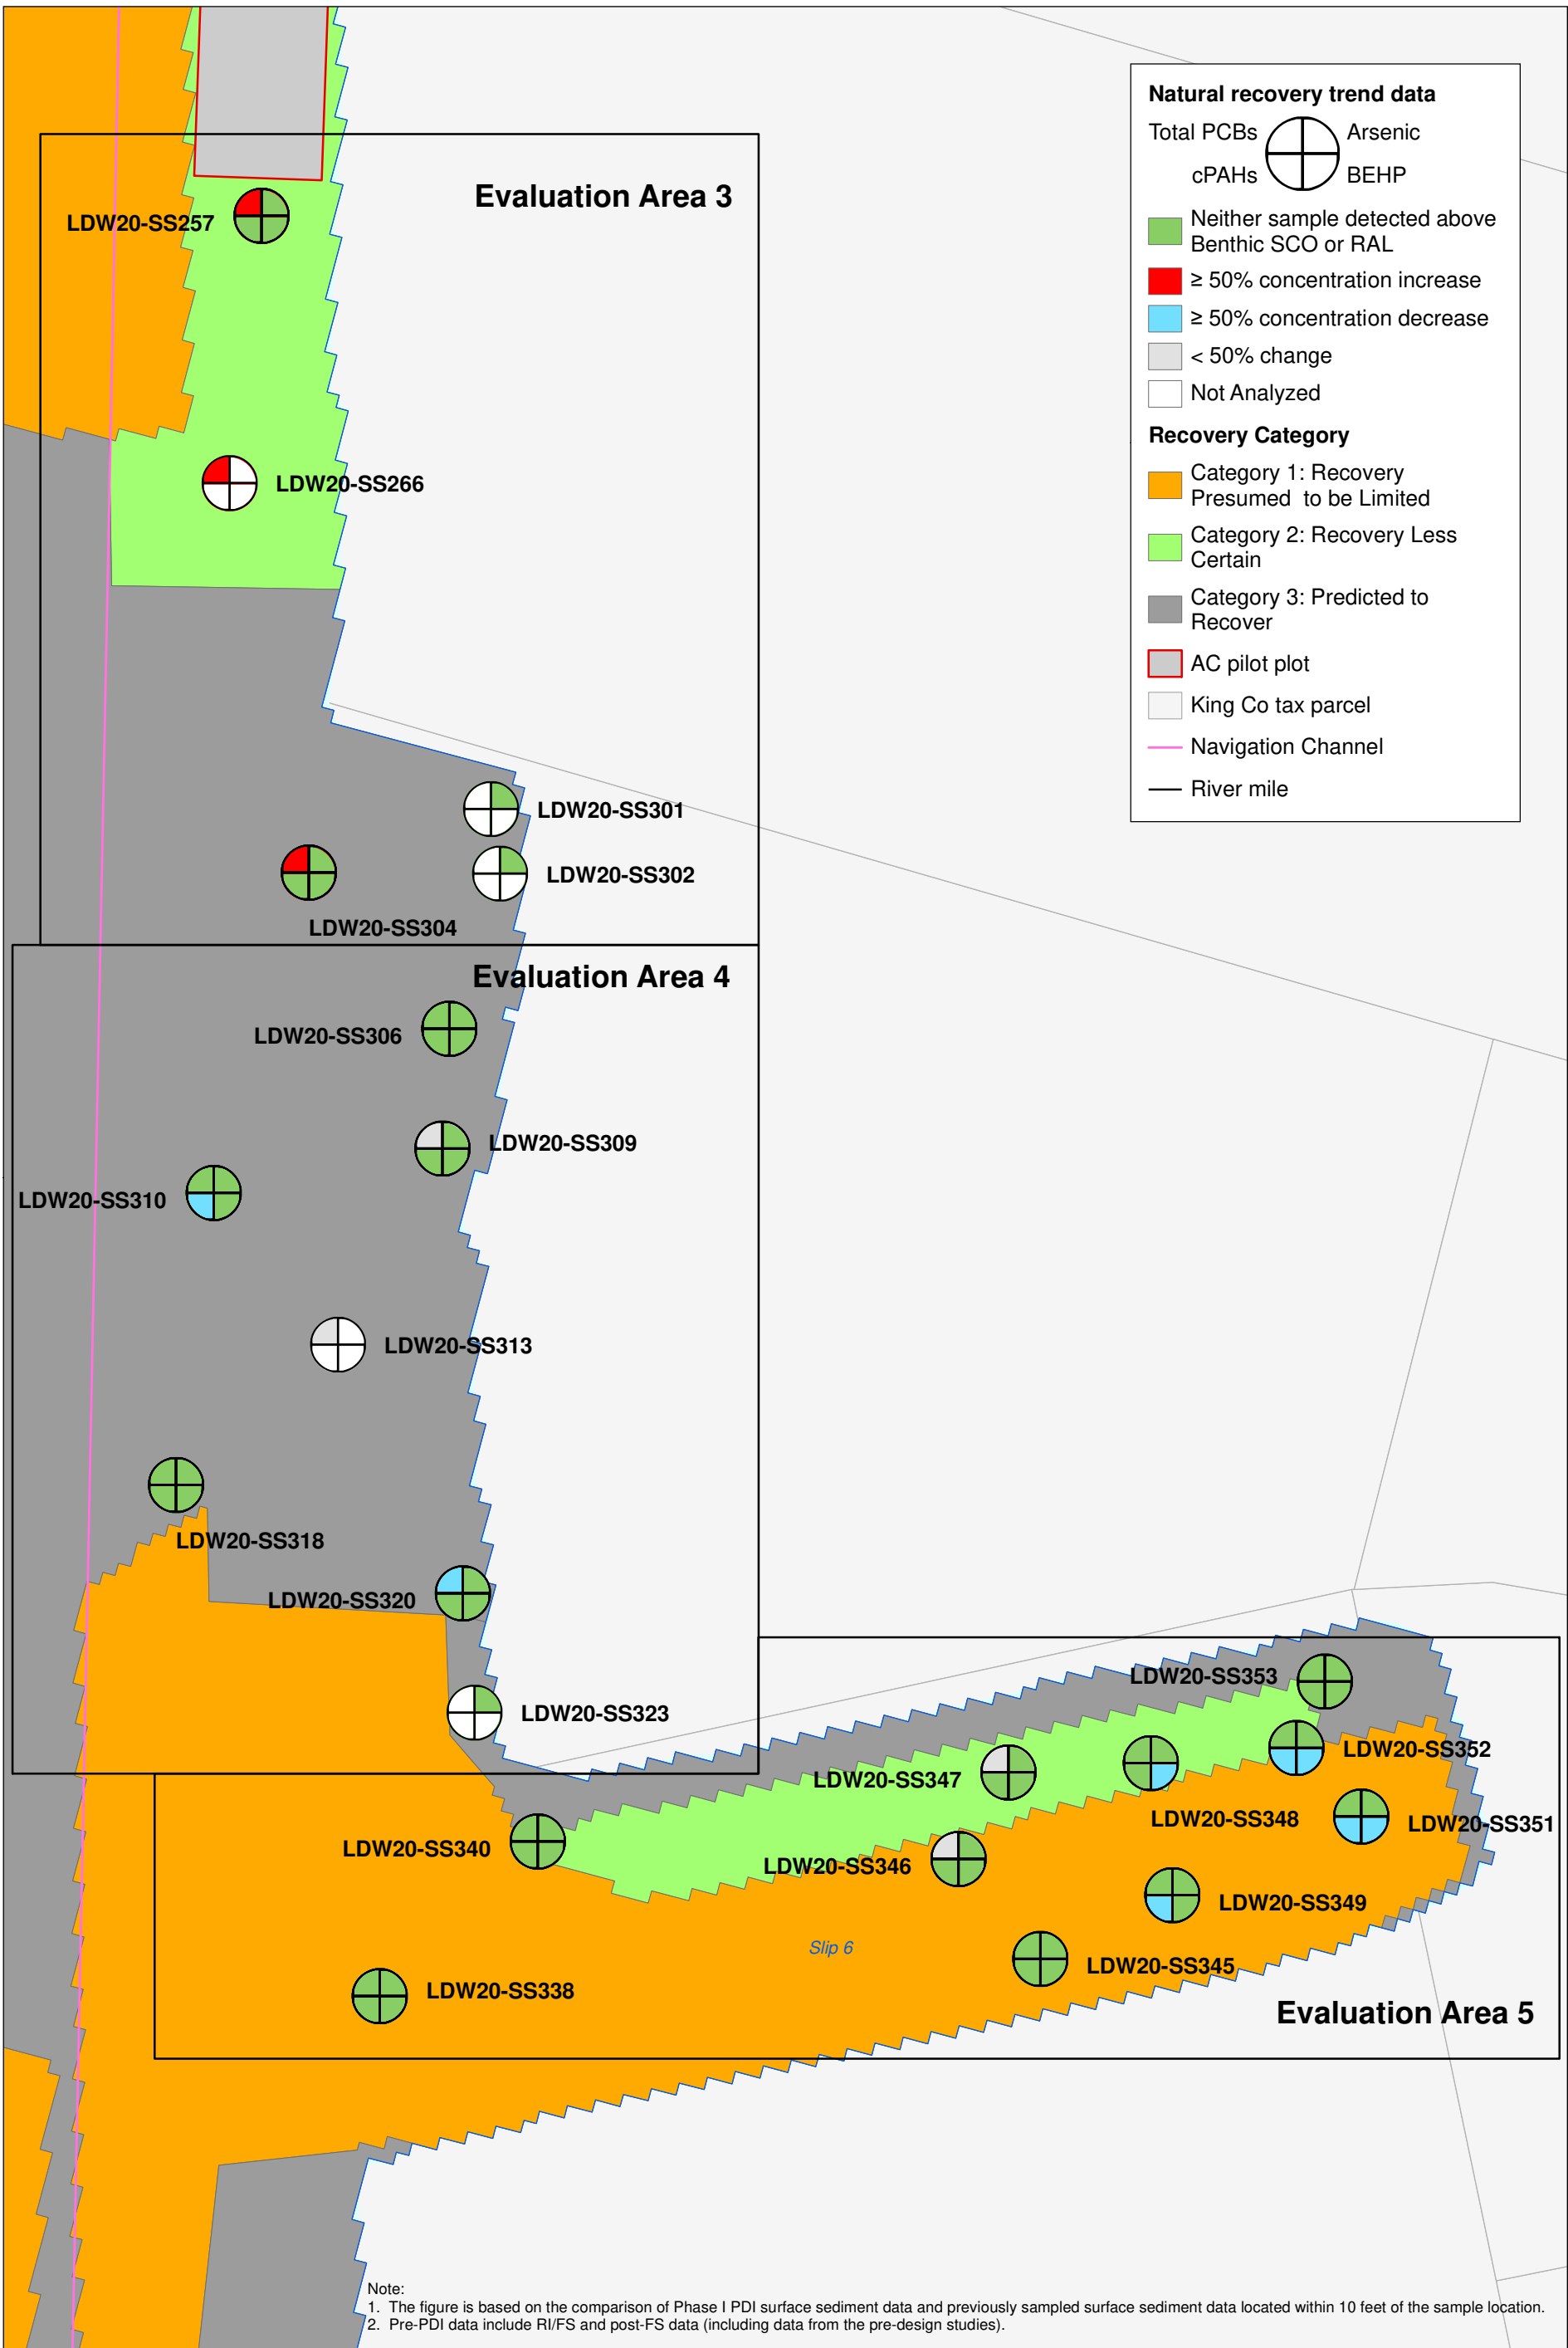 Natural recovery trend data
Total PCBs Arsenic
cPAHs BEHP
Neither sample detected above
Benthic SCO or RAL
≥ 50% concentration increase
≥ 50% concentration decrease
< 50% change
Not Analyzed
Recovery Category
Category 1: Recovery
Presumed to be Limited
Category 2: Recovery Less
Certain
Category 3: Predicted to
Recover
AC pilot plot
King Co tax parcel
Navigation Channel
River mile
Evaluation Area 3
LDW20-SS257
LDW20-SS266
LDW20-SS301
LDW20-SS302
LDW20-SS304
Evaluation Area 4
LDW20-SS306
LDW20-SS309
LDW20-SS310
LDW20-SS313
LDW20-SS318
LDW20-SS320
LDW20-SS323
LDW20-SS353
LDW20-SS352
LDW20-SS347
LDW20-SS348
LDW20-SS351
LDW20-SS340
LDW20-SS346
LDW20-SS349
Slip 6
LDW20-SS345
LDW20-SS338
Evaluation Area 5
Note:
1. The figure is based on the comparison of Phase I PDI surface sediment data and previously sampled surface sediment data located within 10 feet of the sample location.
2. Pre-PDI data include RI/FS and post-FS data (including data from the pre-design studies).